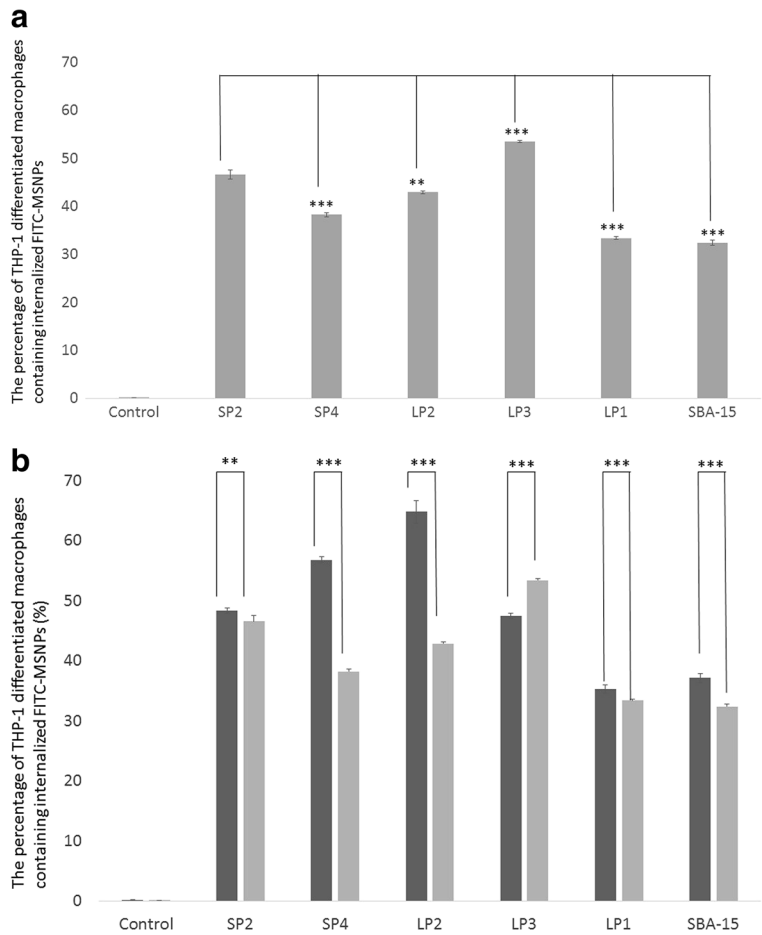 a
The percentage of THP-1 differentiated macrophages
containing internalized FITC-MSNPs
70
60
50
40
30
20
10
0
***
**
***
***
***
Control SP2 SP4 LP2 LP3 LP1 SBA-15
b
The percentage of THP-1 differentiated macrophages
containing internalized FITC-MSNPs (%)
70
60
50
40
30
20
10
0
** *** *** *** *** ***
Control SP2 SP4 LP2 LP3 LP1 SBA-15